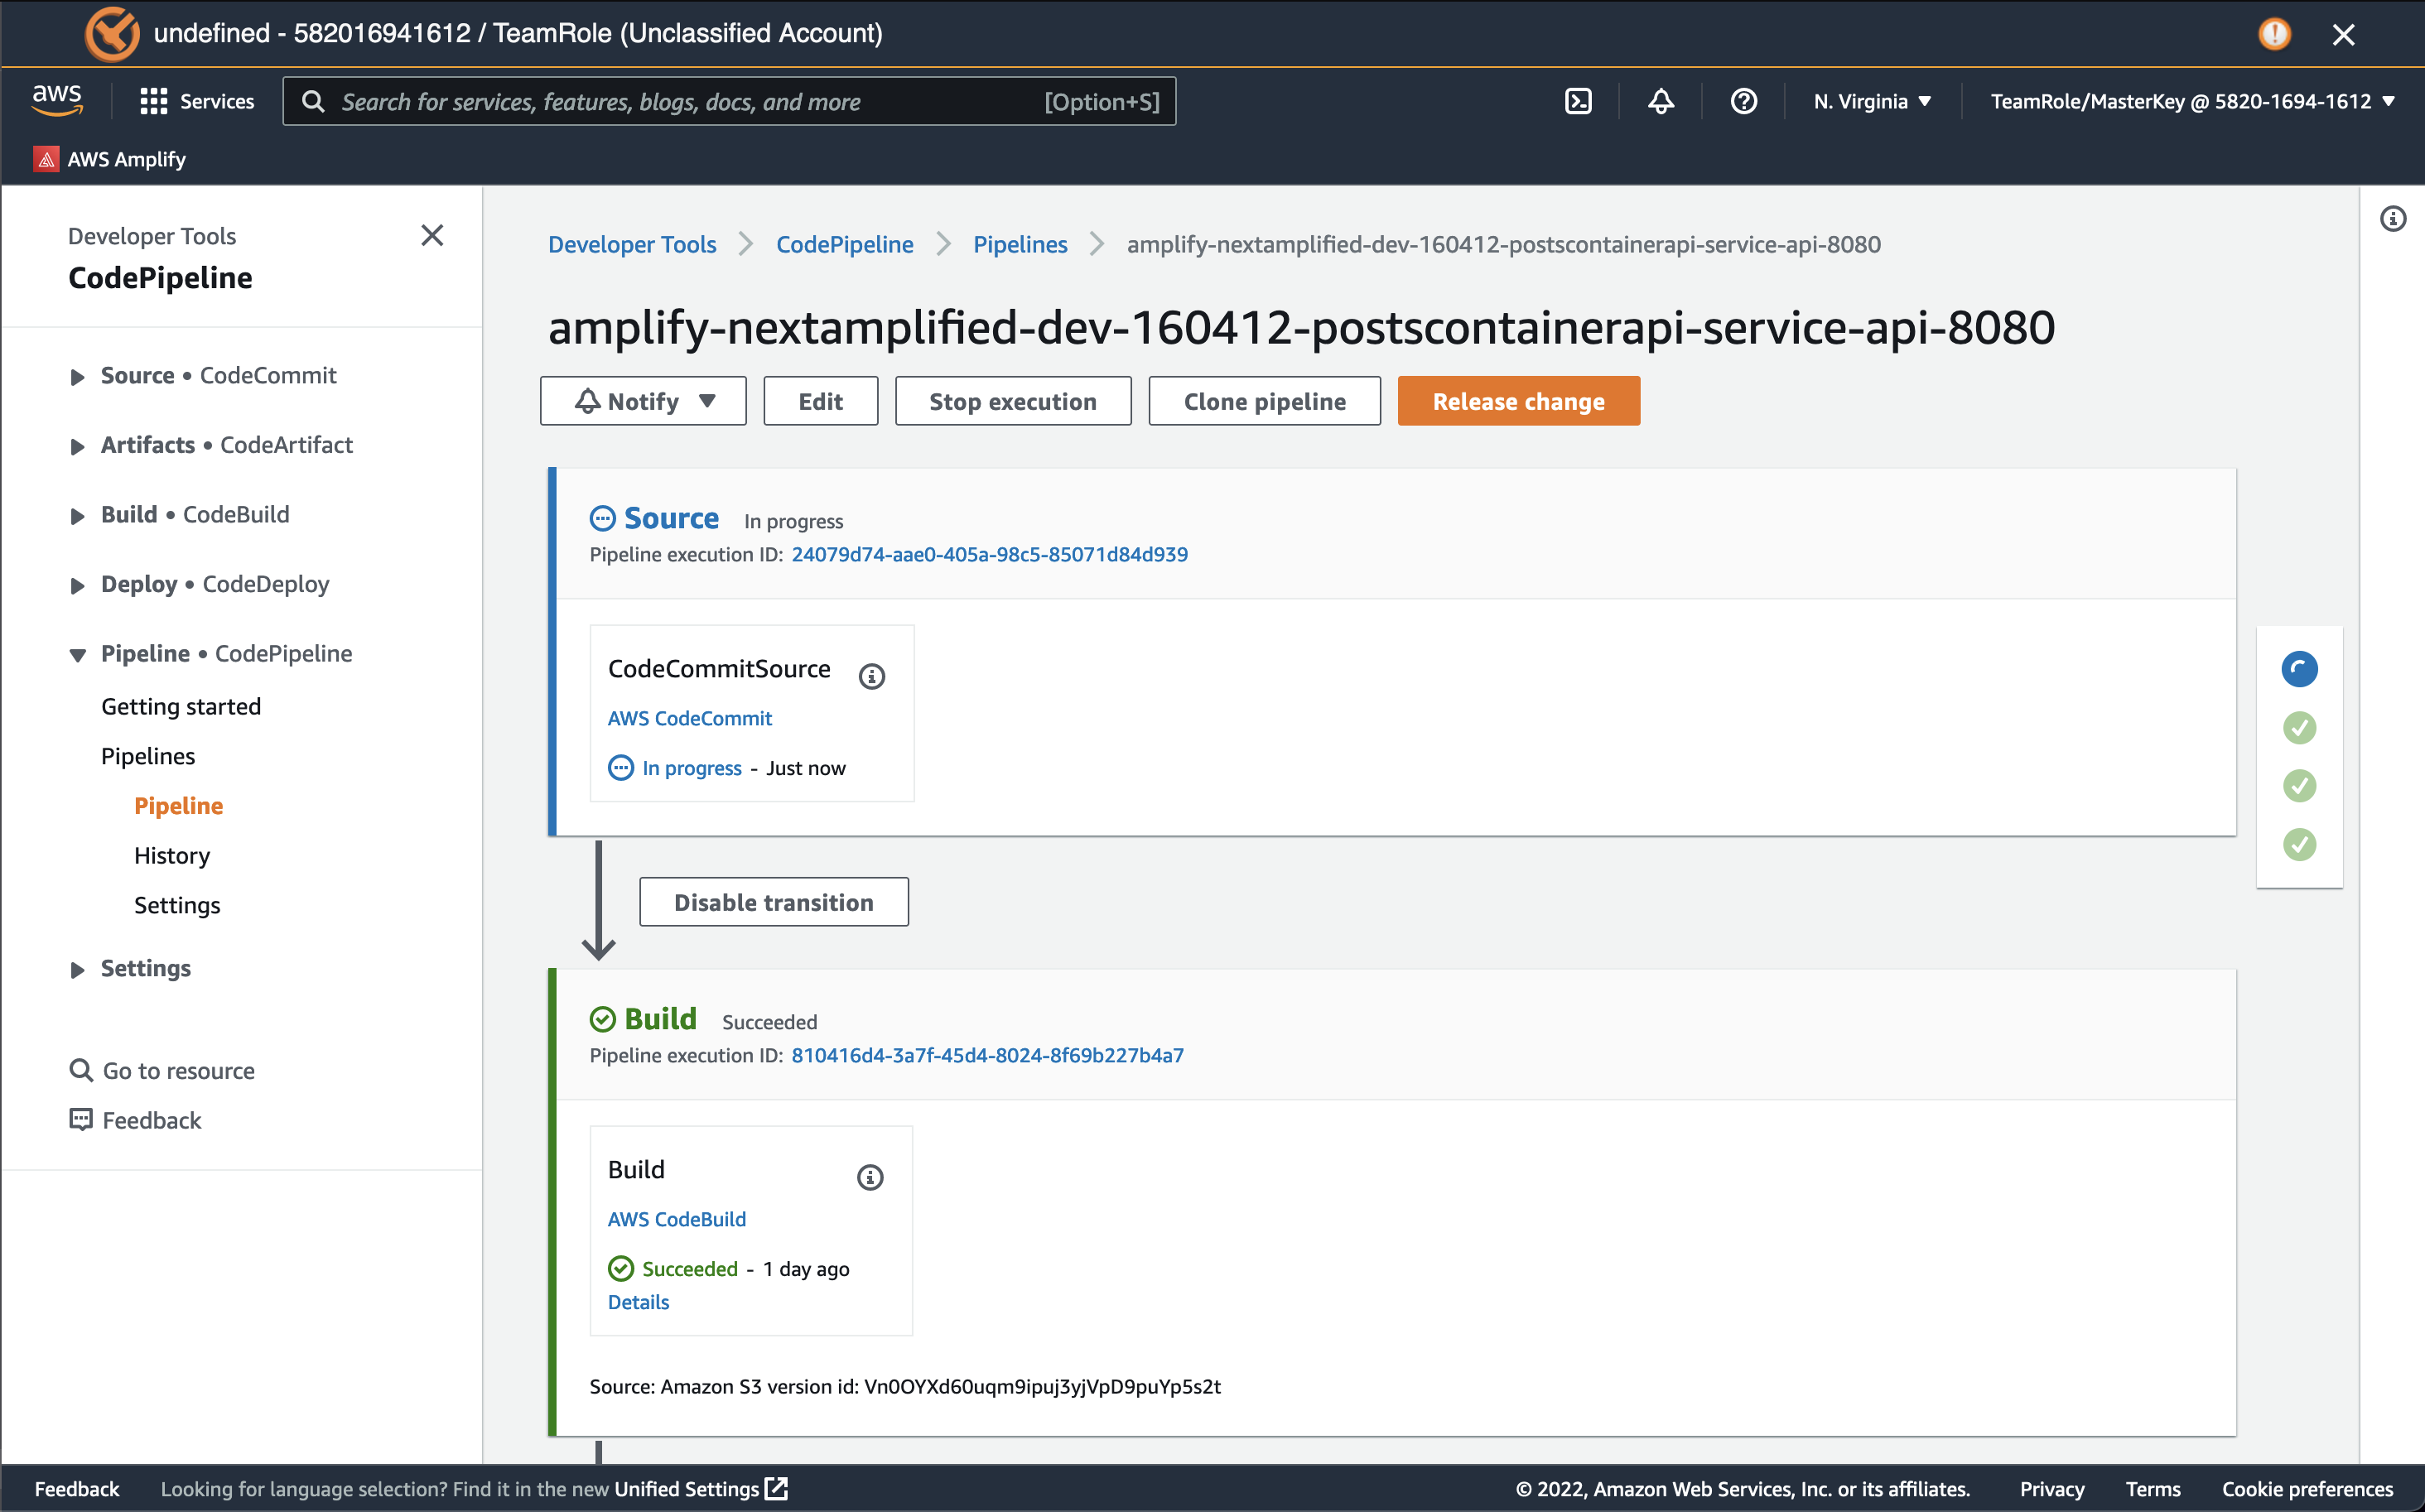 undefined - 582016941612 / TeamRole (Unclassified Account)
aws
Services
Search for services, features, blogs, docs, and more [Option+S]
N. Virginia ▼
TeamRole/MasterKey @ 5820-1694-1612 ▼
AWS Amplify
Developer Tools
CodePipeline
Source • CodeCommit
Artifacts • CodeArtifact
Build • CodeBuild
Deploy • CodeDeploy
Pipeline • CodePipeline
Getting started
Pipelines
Pipeline
History
Settings
Settings
Go to resource
Feedback
Developer Tools > CodePipeline > Pipelines > amplify-nextamplified-dev-160412-postscontainerapi-service-api-8080
amplify-nextamplified-dev-160412-postscontainerapi-service-api-8080
Notify ▼ Edit Stop execution Clone pipeline Release change
Source In progress
Pipeline execution ID: 24079d74-aae0-405a-98c5-85071d84d939
CodeCommitSource
AWS CodeCommit
In progress - Just now
Disable transition
Build Succeeded
Pipeline execution ID: 810416d4-3a7f-45d4-8024-8f69b227b4a7
Build
AWS CodeBuild
Succeeded - 1 day ago
Details
Source: Amazon S3 version id: Vn0OYXd60uqm9ipuj3yjVpD9puYp5s2t
Feedback Looking for language selection? Find it in the new Unified Settings
© 2022, Amazon Web Services, Inc. or its affiliates. Privacy Terms Cookie preferences